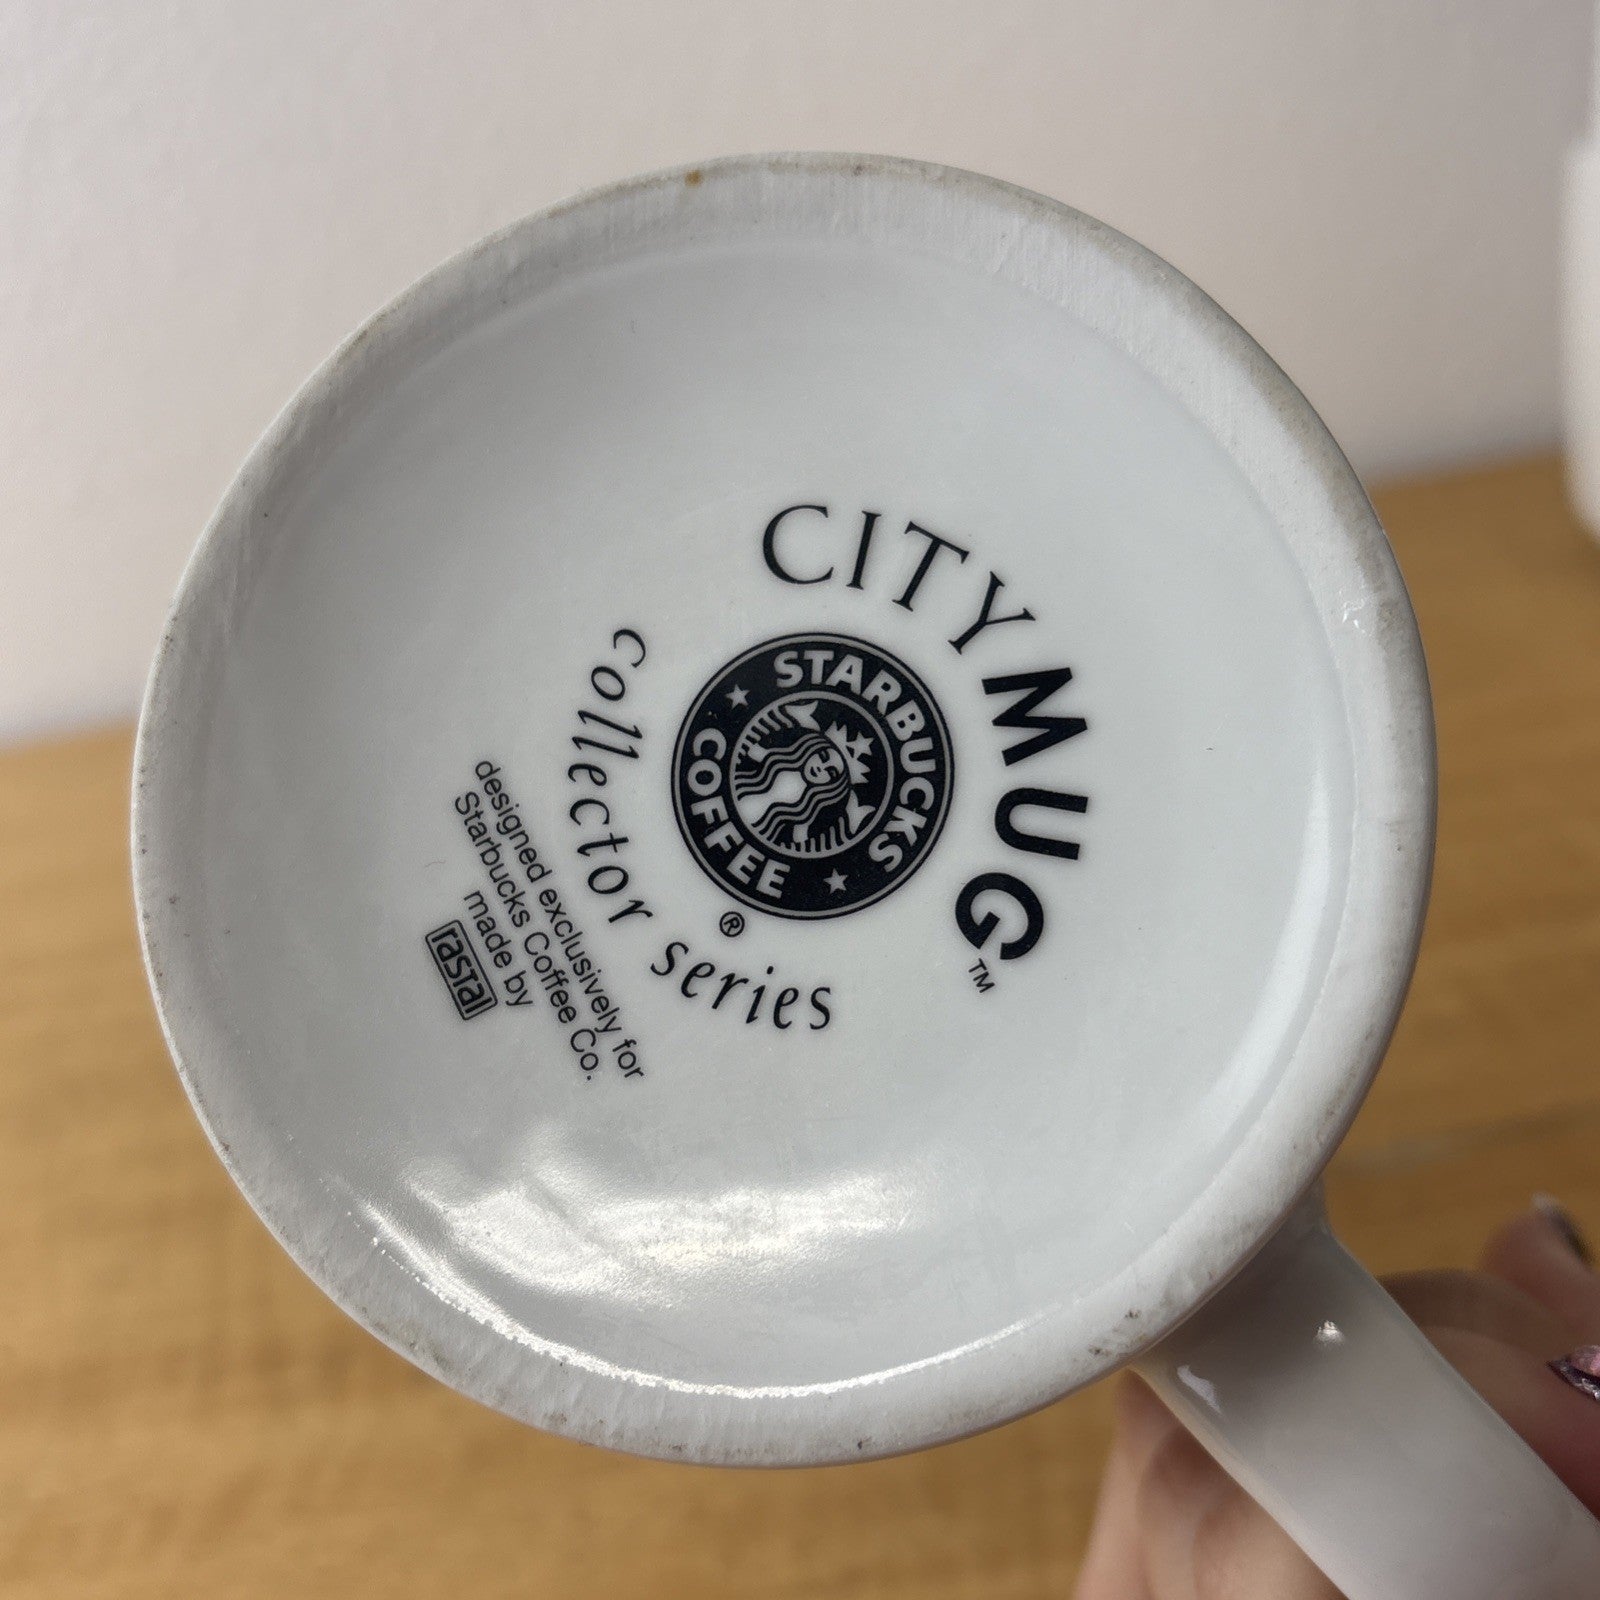 CITY MUG™
STARBUCKS
COFFEE
®
collector series
designed exclusively for
Starbucks Coffee Co.
made by
rastal